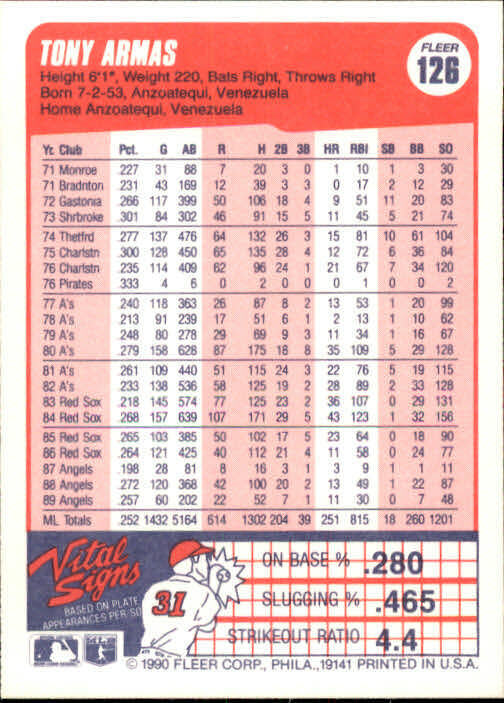 TONY ARMAS
FLEER
126
Height 6'1", Weight 220, Bats Right, Throws Right
Born 7-2-53, Anzoatequi, Venezuela
Home Anzoatequi, Venezuela
Yr. Club Pct. G AB R H 2B 3B HR RBI SB BB SO
71 Monroe .227 31 88 7 20 3 0 1 10 1 3 30
71 Bradnton .231 43 169 12 39 3 3 0 17 2 12 29
72 Gastonia .266 117 399 50 106 18 4 9 51 11 20 83
73 Shrbroke .301 84 302 46 91 15 5 11 45 5 21 74
74 Thetfrd .277 137 476 64 132 26 3 15 81 10 61 104
75 Charlstn .300 128 450 65 135 28 4 12 72 6 36 84
76 Charlstn .235 114 409 62 96 24 1 21 67 7 34 120
76 Pirates .333 4 6 0 2 0 0 0 1 0 0 2
77 A's .240 118 363 26 87 8 2 13 53 1 20 99
78 A's .213 91 239 17 51 6 1 2 13 1 10 62
79 A's .248 80 278 29 69 9 3 11 34 1 16 67
80 A's .279 158 628 87 175 18 8 35 109 5 29 128
81 A's .261 109 440 51 115 24 3 22 76 5 19 115
82 A's .233 138 536 58 125 19 2 28 89 2 33 128
83 Red Sox .218 145 574 77 125 23 2 36 107 0 29 131
84 Red Sox .268 157 639 107 171 29 5 43 123 1 32 156
85 Red Sox .265 103 385 50 102 17 5 23 64 0 18 90
86 Red Sox .264 121 425 40 112 21 4 11 58 0 24 77
87 Angels .198 28 81 8 16 3 1 3 9 1 1 11
88 Angels .272 120 368 42 100 20 2 13 49 1 22 87
89 Angels .257 60 202 22 52 7 1 11 30 0 7 48
ML Totals .252 1432 5164 614 1302 204 39 251 815 18 260 1201
Vital
Signs
BASED ON PLATE
APPEARANCES PER/SO
31
ON BASE % .280
SLUGGING % .465
STRIKEOUT RATIO 4.4
© 1990 FLEER CORP., PHILA., 19141 PRINTED IN U.S.A.